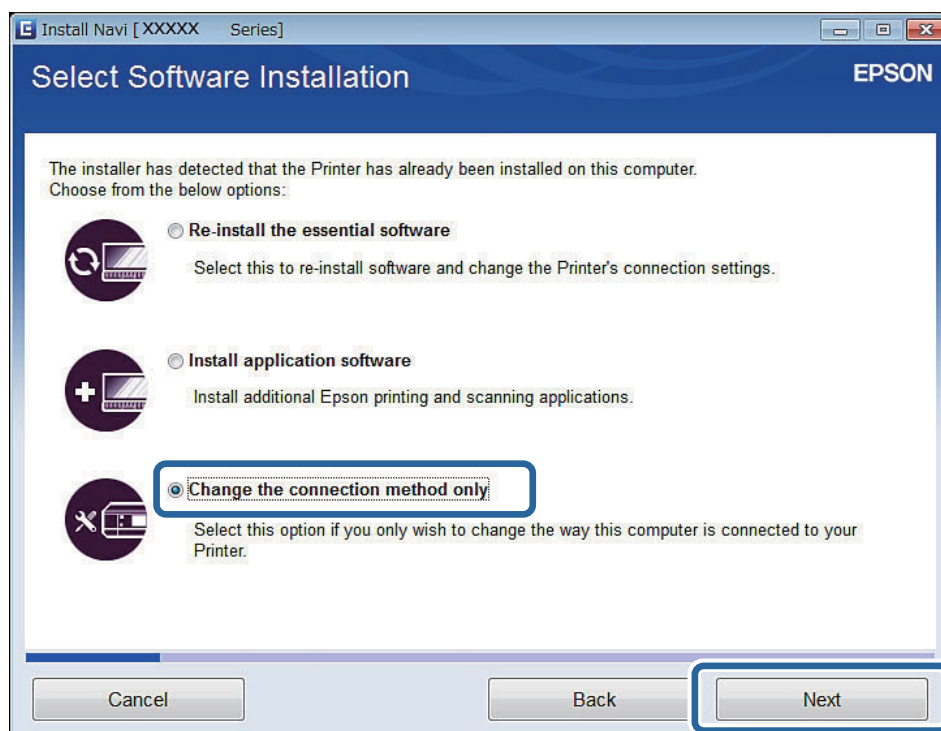 Install Navi [ XXXXX Series]
Select Software Installation
EPSON
The installer has detected that the Printer has already been installed on this computer.
Choose from the below options:
Re-install the essential software
Select this to re-install software and change the Printer's connection settings.
Install application software
Install additional Epson printing and scanning applications.
Change the connection method only
Select this option if you only wish to change the way this computer is connected to your
Printer.
Cancel
Back
Next